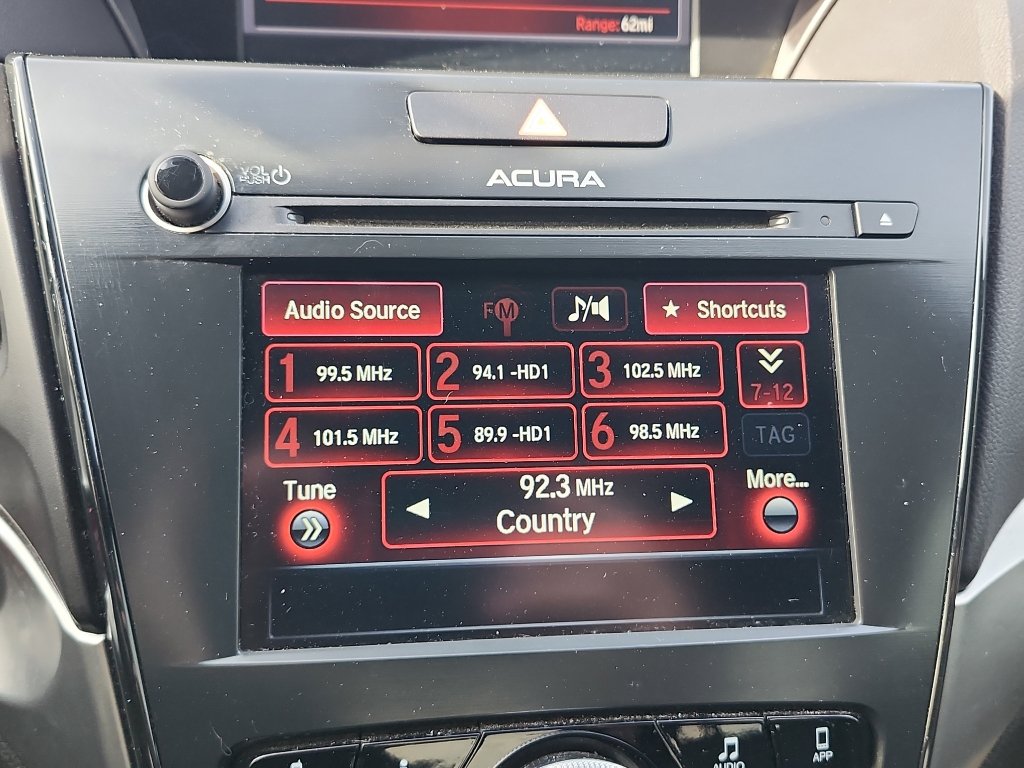 Range: 62mi
VOL
PUSH
ACURA
Audio Source
FM
★ Shortcuts
1 99.5 MHz
2 94.1 -HD1
3 102.5 MHz
7-12
4 101.5 MHz
5 89.9 -HD1
6 98.5 MHz
TAG
Tune
92.3 MHz
More...
Country
AUDIO
APP